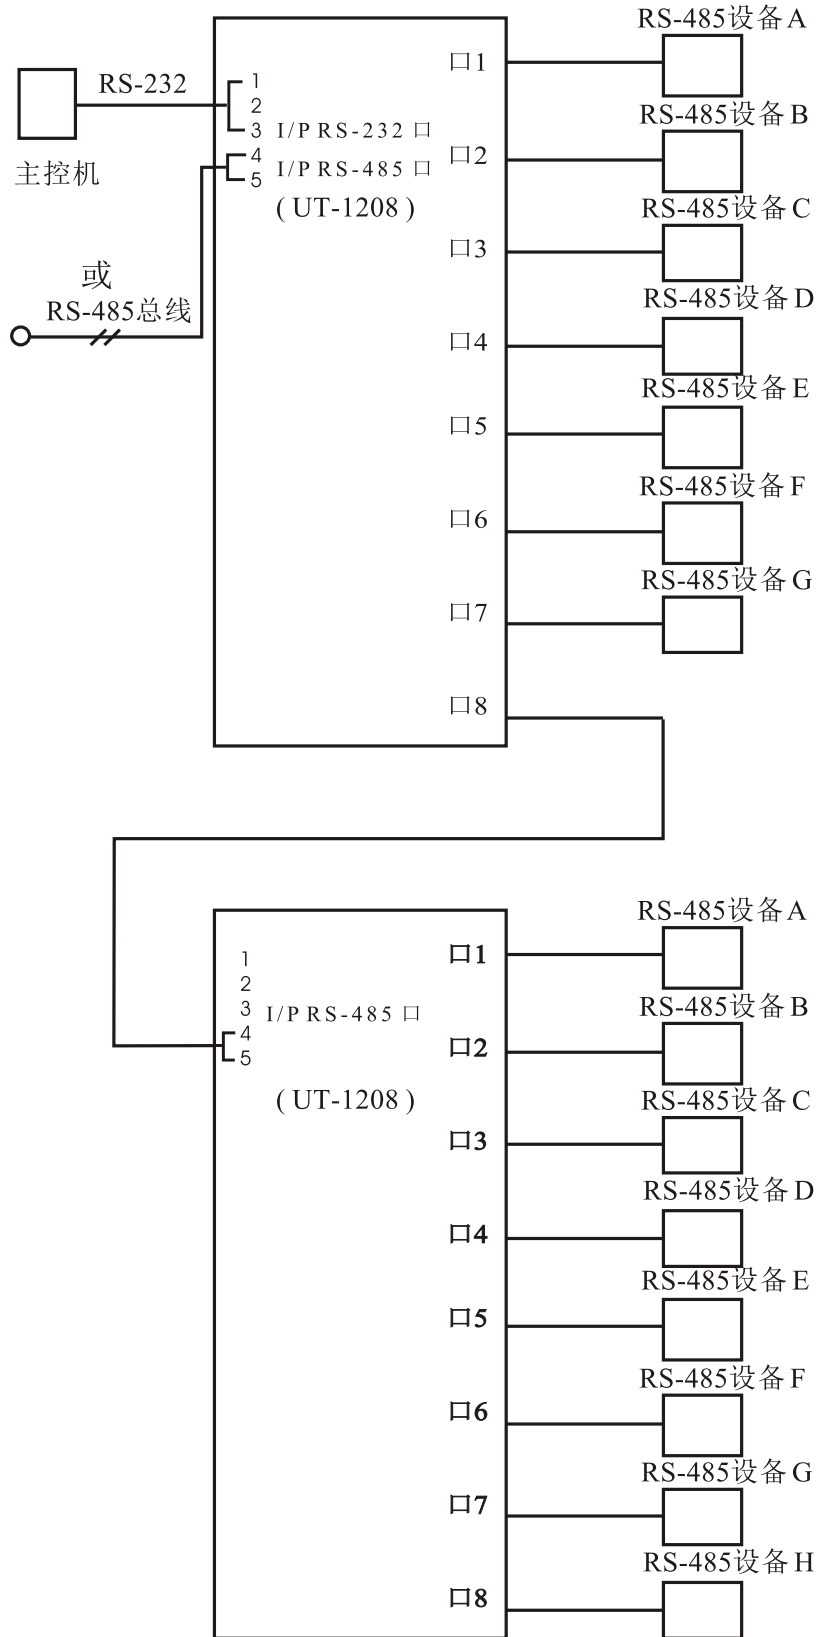 RS-485设备A
口1
RS-232
1
2
3 I/P RS-232 口
主控机
4
I/P RS-485 口
5
(UT-1208)
RS-485设备B
口2
RS-485设备C
口3
或
RS-485总线
RS-485设备D
口4
RS-485设备E
口5
RS-485设备F
口6
RS-485设备G
口7
口8
RS-485设备A
口1
1
2
3 I/P RS-485 口
4
5
(UT-1208)
RS-485设备B
口2
RS-485设备C
口3
RS-485设备D
口4
RS-485设备E
口5
RS-485设备F
口6
RS-485设备G
口7
RS-485设备H
口8